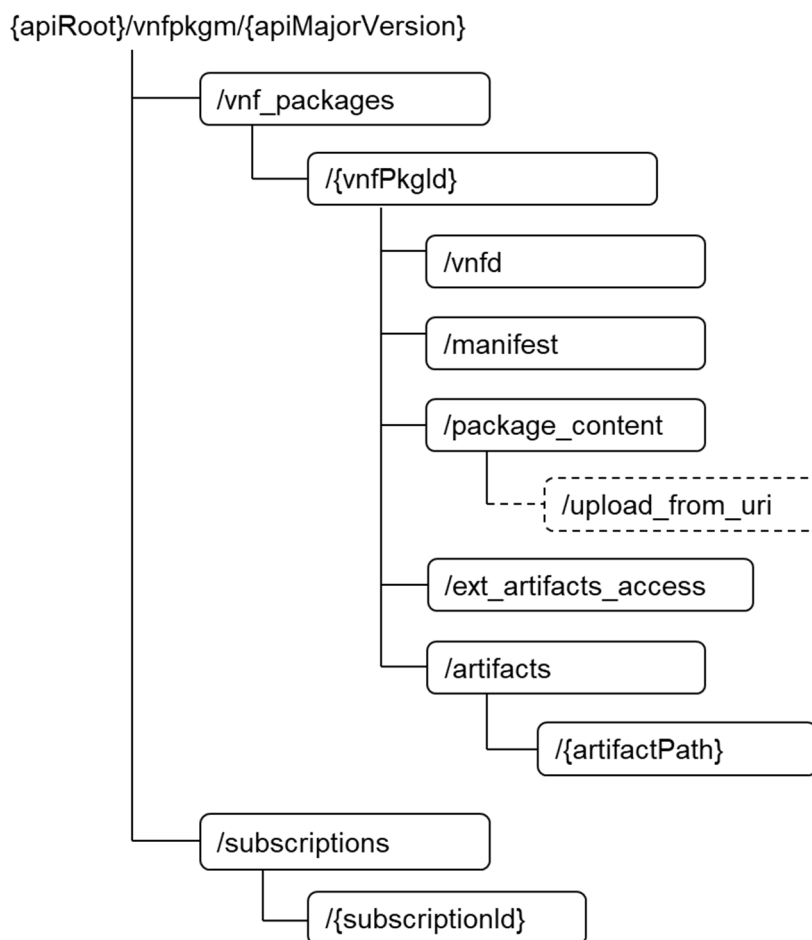 {apiRoot}/vnfpkgm/{apiMajorVersion}
/vnf_packages
/{vnfPkgId}
/vnfd
/manifest
/package_content
/upload_from_uri
/ext_artifacts_access
/artifacts
/{artifactPath}
/subscriptions
/{subscriptionId}